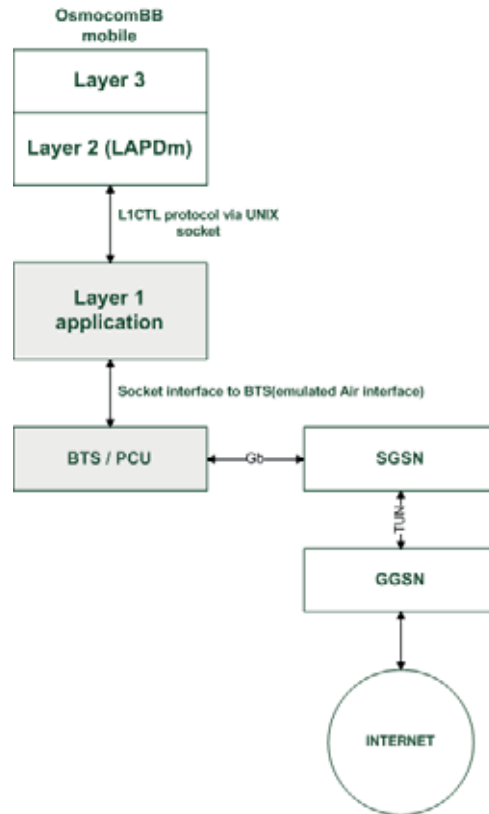 OsmocomBB
mobile
Layer 3
Layer 2 (LAPDm)
L1CTL protocol via UNIX
socket
Layer 1
application
Socket interface to BTS(emulated Air interface)
BTS / PCU
Gb
SGSN
TUN
GGSN
INTERNET